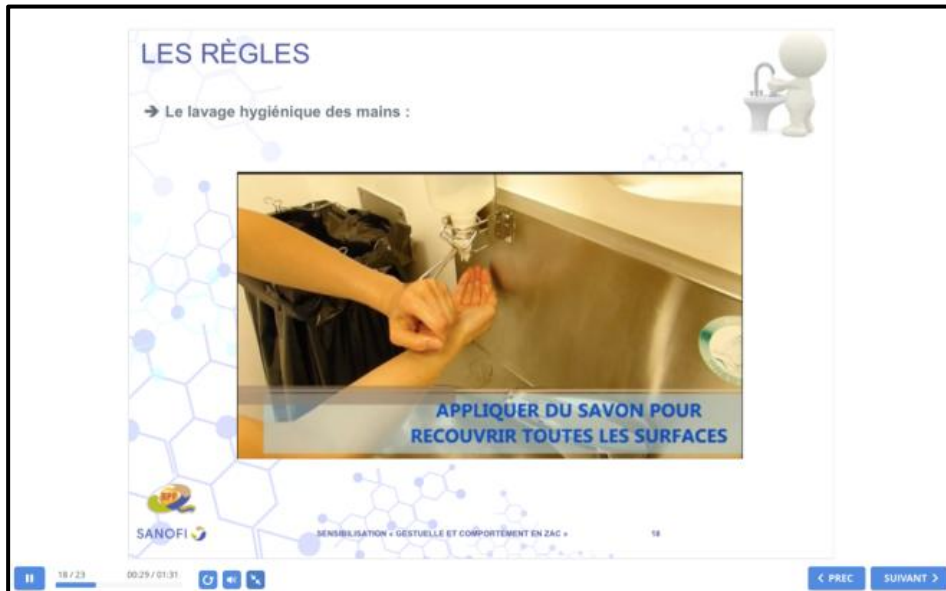 LES RÈGLES
➔ Le lavage hygiénique des mains :
APPLIQUER DU SAVON POUR
RECOUVRIR TOUTES LES SURFACES
BPF
SANOFI
SENSIBILISATION « GESTUELLE ET COMPORTEMENT EN ZAC »
18
18 / 23
00:29 / 01:31
< PREC
SUIVANT >